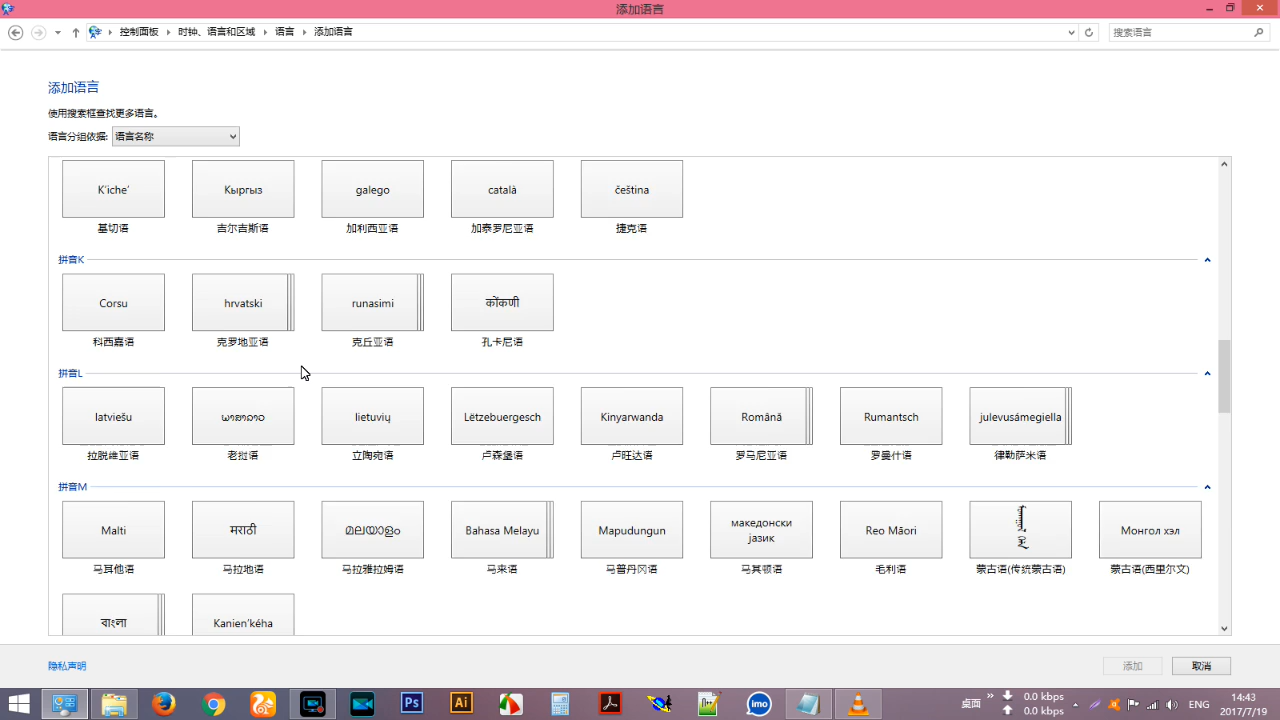 添加语言
控制面板 时钟、语言和区域 语言 添加语言
搜索语言
添加语言
使用搜索框查找更多语言。
语言分组依据: 语言名称
K'iche' Кыргыз galego català čeština
基切语 吉尔吉斯语 加利西亚语 加泰罗尼亚语 捷克语
拼音K
Corsu hrvatski runasimi कोंकणी
科西嘉语 克罗地亚语 克丘亚语 孔卡尼语
拼音L
latviešu ພາສາລາວ lietuvių Lëtzebuergesch Kinyarwanda Română Rumantsch julevusámegiella
拉脱维亚语 老挝语 立陶宛语 卢森堡语 卢旺达语 罗马尼亚语 罗曼什语 律勒萨米语
拼音M
Malti मराठी മലയാളം Bahasa Melayu Mapudungun македонски јазик Reo Māori Монгол хэл
马耳他语 马拉地语 马拉雅拉姆语 马来语 马普丹冈语 马其顿语 毛利语 蒙古语(传统蒙古语) 蒙古语(西里尔文)
বাংলা Kanien'kéha
隐私声明
添加 取消
Ps Ai imo 桌面 0.0 kbps 0.0 kbps ENG 14:43 2017/7/19